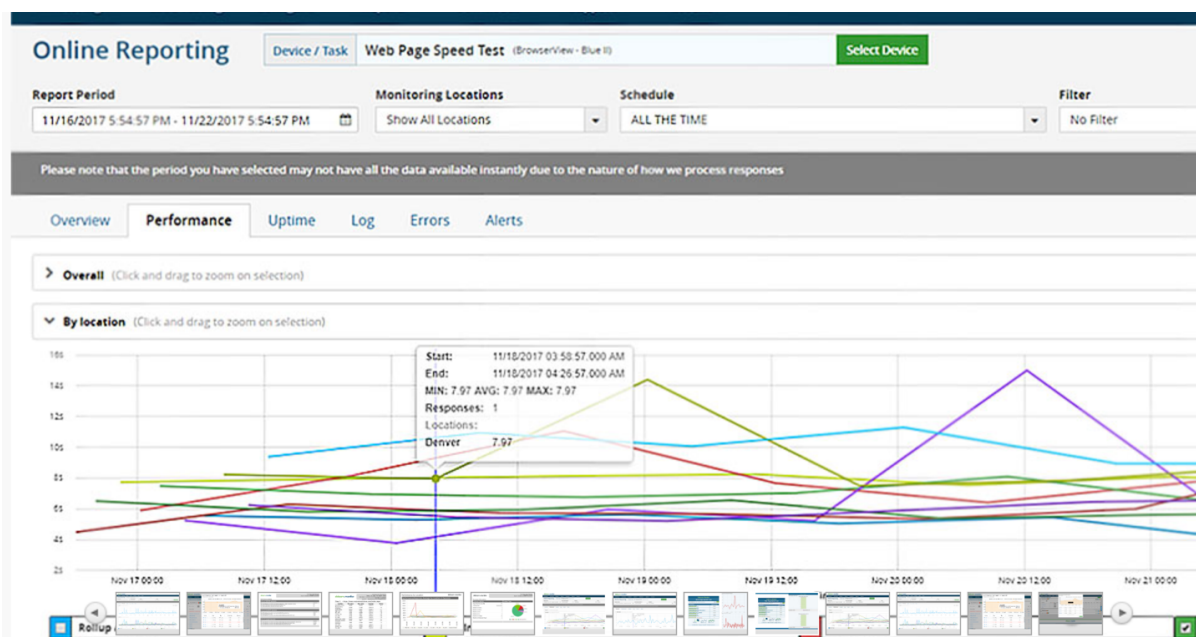 Online Reporting
Device / Task
Web Page Speed Test (BrowserView - Blue II)
Select Device
Report Period
Monitoring Locations
Schedule
Filter
11/16/2017 5:54:57 PM - 11/22/2017 5:54:57 PM
Show All Locations
ALL THE TIME
No Filter
Please note that the period you have selected may not have all the data available instantly due to the nature of how we process responses
Overview
Performance
Uptime
Log
Errors
Alerts
Overall (Click and drag to zoom on selection)
By location (Click and drag to zoom on selection)
Start: 11/18/2017 03:58:57.000 AM
End: 11/18/2017 04:26:57.000 AM
MIN: 7.97 AVG: 7.97 MAX: 7.97
Responses: 1
Locations:
Denver 7.97
16s
14s
12s
10s
8s
6s
4s
2s
Nov 17 00:00
Nov 17 12:00
Nov 18 00:00
Nov 18 12:00
Nov 19 00:00
Nov 19 12:00
Nov 20 00:00
Nov 20 12:00
Nov 21 00:00
Rollup